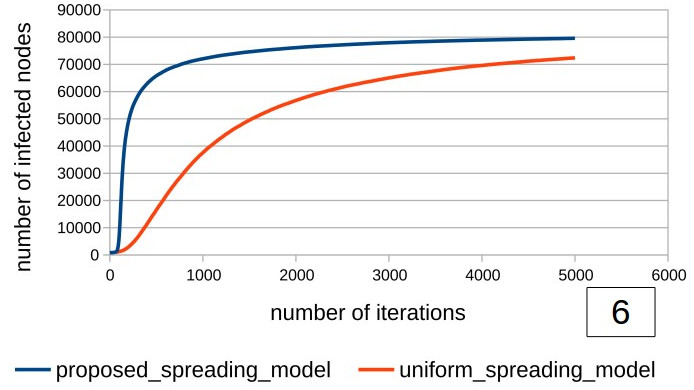 number of infected nodes
90000
80000
70000
60000
50000
40000
30000
20000
10000
0
0 1000 2000 3000 4000 5000 6000
number of iterations
6
proposed_spreading_model uniform_spreading_model